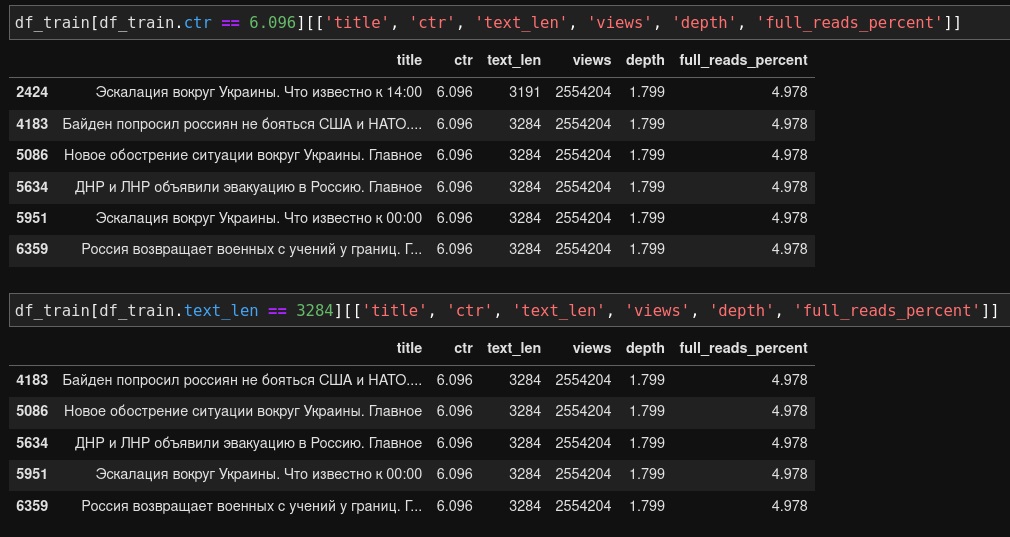 df_train[df_train.ctr == 6.096][['title', 'ctr', 'text_len', 'views', 'depth', 'full_reads_percent']]
title ctr text_len views depth full_reads_percent
2424 Эскалация вокруг Украины. Что известно к 14:00 6.096 3191 2554204 1.799 4.978
4183 Байден попросил россиян не бояться США и НАТО.... 6.096 3284 2554204 1.799 4.978
5086 Новое обострение ситуации вокруг Украины. Главное 6.096 3284 2554204 1.799 4.978
5634 ДНР и ЛНР объявили эвакуацию в Россию. Главное 6.096 3284 2554204 1.799 4.978
5951 Эскалация вокруг Украины. Что известно к 00:00 6.096 3284 2554204 1.799 4.978
6359 Россия возвращает военных с учений у границ. Г... 6.096 3284 2554204 1.799 4.978
df_train[df_train.text_len == 3284][['title', 'ctr', 'text_len', 'views', 'depth', 'full_reads_percent']]
title ctr text_len views depth full_reads_percent
4183 Байден попросил россиян не бояться США и НАТО.... 6.096 3284 2554204 1.799 4.978
5086 Новое обострение ситуации вокруг Украины. Главное 6.096 3284 2554204 1.799 4.978
5634 ДНР и ЛНР объявили эвакуацию в Россию. Главное 6.096 3284 2554204 1.799 4.978
5951 Эскалация вокруг Украины. Что известно к 00:00 6.096 3284 2554204 1.799 4.978
6359 Россия возвращает военных с учений у границ. Г... 6.096 3284 2554204 1.799 4.978